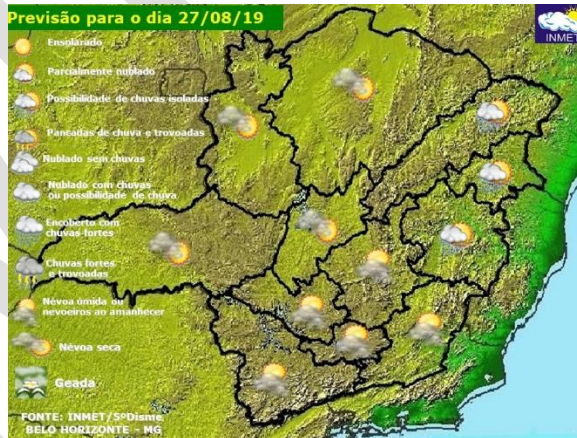 Previsão para o dia 27/08/19
INMET
Ensolarado
Parcialmente nublado
Possibilidade de chuvas isoladas
Pancadas de chuva e trovoadas
Nublado sem chuvas
Nublado com chuvas
ou possibilidade de chuva
Encoberto com
chuvas fortes
Chuvas fortes
e trovoadas
Névoa úmida ou
nevoeiros ao amanhecer
Névoa seca
Geada
FONTE: INMET/5ºDisme
BELO HORIZONTE - MG